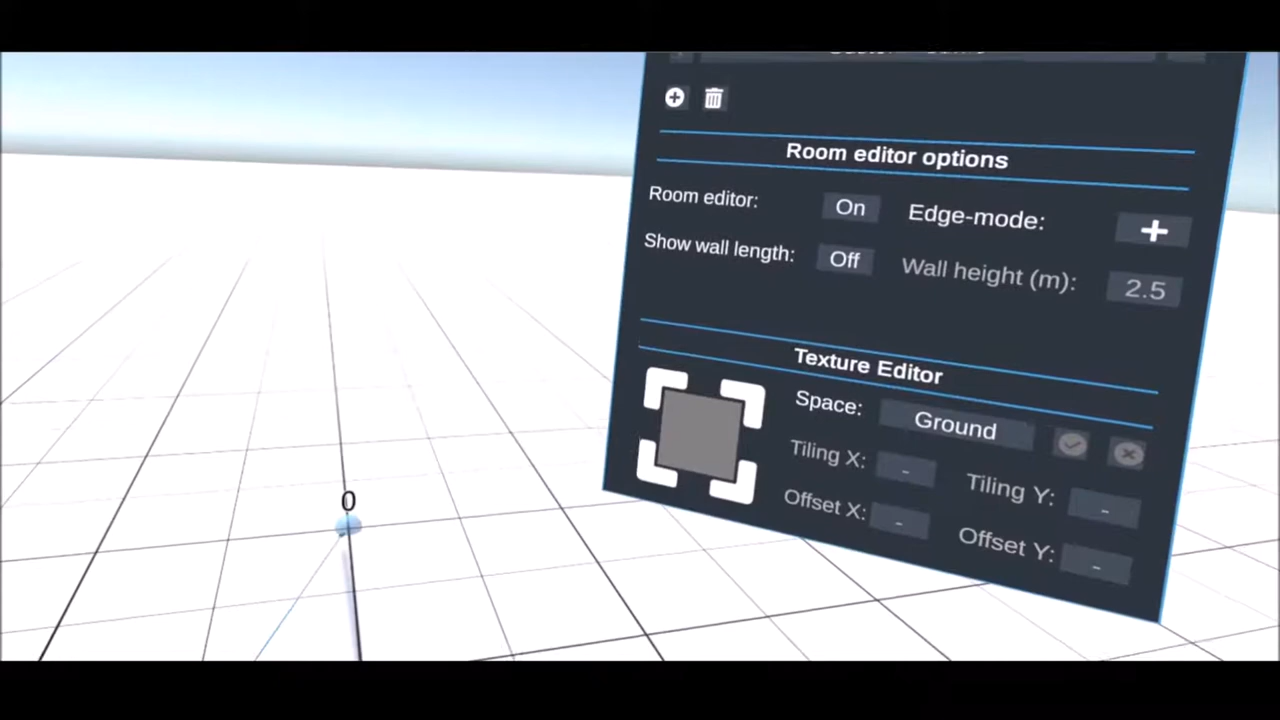 Room editor options
Room editor: On Edge-mode: +
Show wall length: Off Wall height (m): 2.5
Texture Editor
Space: Ground
Tiling X: - Tiling Y: -
Offset X: - Offset Y: -
0